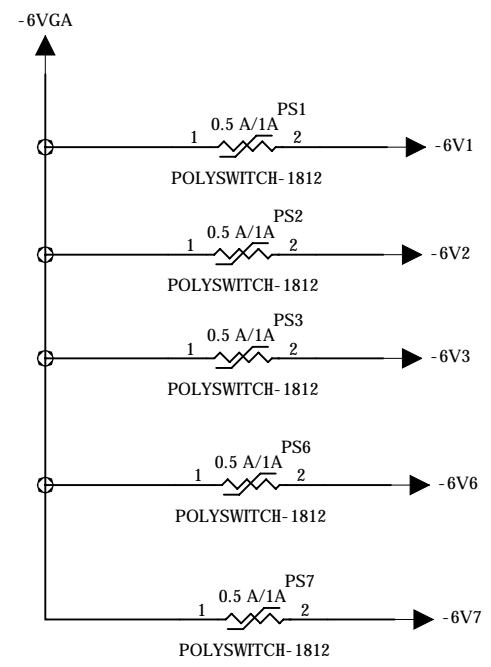 -6VGA
PS1
0.5 A/1A
1 2
-6V1
POLYSWITCH-1812
PS2
0.5 A/1A
1 2
-6V2
POLYSWITCH-1812
PS3
0.5 A/1A
1 2
-6V3
POLYSWITCH-1812
PS6
0.5 A/1A
1 2
-6V6
POLYSWITCH-1812
PS7
0.5 A/1A
1 2
-6V7
POLYSWITCH-1812